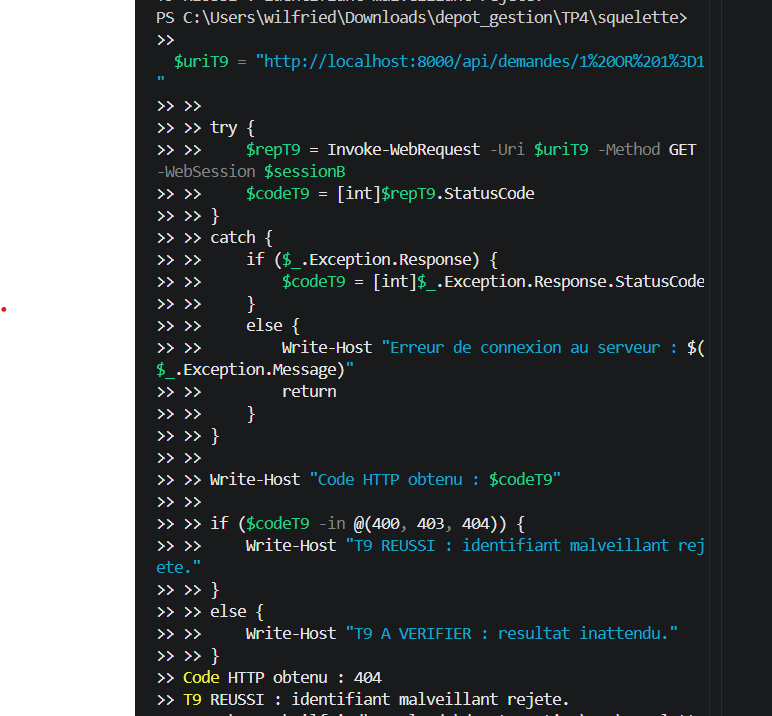 PS C:\Users\wilfried\Downloads\depot_gestion\TP4\squelette>
>>
  $uriT9 = "http://localhost:8000/api/demandes/1%20OR%201%3D1
"
>> >>
>> >> try {
>> >>     $repT9 = Invoke-WebRequest -Uri $uriT9 -Method GET
-WebSession $sessionB
>> >>     $codeT9 = [int]$repT9.StatusCode
>> >> }
>> >> catch {
>> >>     if ($_.Exception.Response) {
>> >>         $codeT9 = [int]$_.Exception.Response.StatusCode
>> >>     }
>> >>     else {
>> >>         Write-Host "Erreur de connexion au serveur : $(
$_.Exception.Message)"
>> >>         return
>> >>     }
>> >> }
>> >>
>> >> Write-Host "Code HTTP obtenu : $codeT9"
>> >>
>> >> if ($codeT9 -in @(400, 403, 404)) {
>> >>     Write-Host "T9 REUSSI : identifiant malveillant rej
ete."
>> >> }
>> >> else {
>> >>     Write-Host "T9 A VERIFIER : resultat inattendu."
>> >> }
>> Code HTTP obtenu : 404
>> T9 REUSSI : identifiant malveillant rejete.